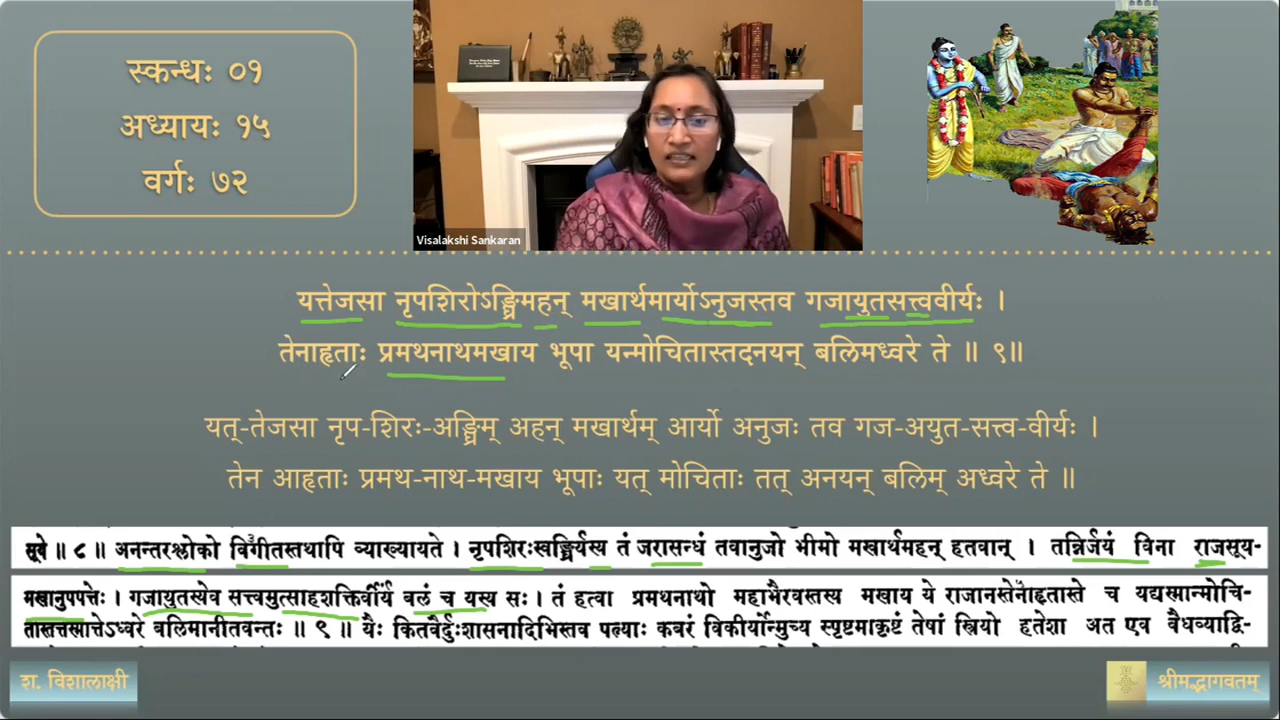 स्कन्धः ०१
अध्यायः १५
वर्गः ७२
Visalakshi Sankaran
यत्तेजसा नृपशिरोऽङ्घ्रिमहन् मखार्थमार्योऽनुजस्तव गजायुतसत्त्ववीर्यः ।
तेनाहृताः प्रमथनाथमखाय भूपा यन्मोचितास्तदनयन् बलिमध्वरे ते ॥ ९॥
यत्-तेजसा नृप-शिरः-अङ्घ्रिम् अहन् मखार्थम् आर्यो अनुजः तव गज-अयुत-सत्त्व-वीर्यः ।
तेन आहृताः प्रमथ-नाथ-मखाय भूपाः यत् मोचिताः तत् अनयन् बलिम् अध्वरे ते ॥
सूये ॥ ८ ॥ अनन्तरश्लोको विगीतस्तथापि व्याख्यायते । नृपशिरःस्वङ्घ्रिर्यस्य तं जरासन्धं तवानुजो भीमो मखार्थमहन् हतवान् । तन्निर्जयं विना राजसूय-
मखानुपपत्तेः । गजायुतस्येव सत्त्वमुत्साहशक्तिर्वीर्यं बलं च यस्य सः । तं हत्वा प्रमथनाथो महाभैरवस्तस्य मखाय ये राजानस्तेनाहृतास्ते च यद्यस्मान्मोचि-
तास्तत्तस्मात्तेऽध्वरे बलिमानीतवन्तः ॥ ९ ॥ यैः कितवैर्दुःशासनादिभिस्तव पत्न्याः कबरं विकीर्योन्मुच्य स्पृष्टमाकृष्टं तेषां स्त्रियो हतेशा अत एव वैधव्याद्वि-
श. विशालाक्षी
श्रीमद्भागवतम्